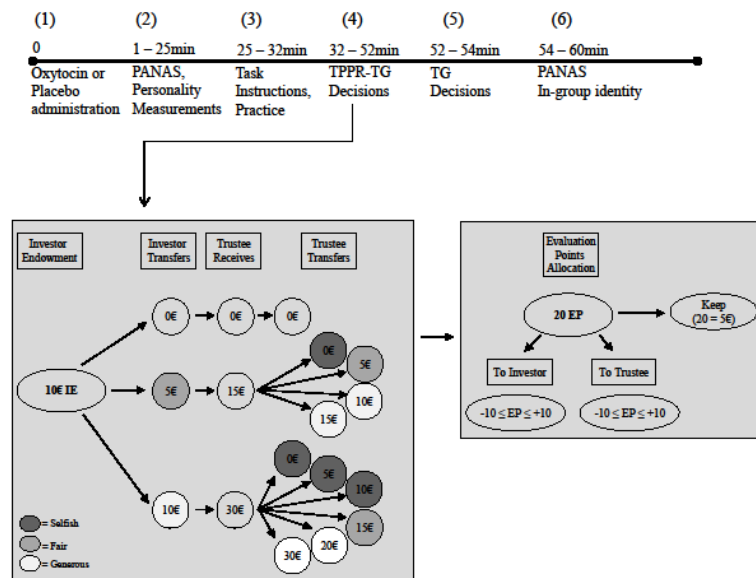 (1)
(2)
(3)
(4)
(5)
(6)
0
1 – 25min
25 – 32min
32 – 52min
52 – 54min
54 – 60min
Oxytocin or
Placebo
administration
PANAS,
Personality
Measurements
Task
Instructions,
Practice
TPPR-TG
Decisions
TG
Decisions
PANAS
In-group identity
Investor
Endowment
Investor
Transfers
Trustee
Receives
Trustee
Transfers
0€
0€
0€
10€ IE
5€
15€
0€
5€
10€
15€
10€
30€
0€
5€
10€
15€
20€
30€
= Selfish
= Fair
= Generous
Evaluation
Points
Allocation
20 EP
Keep
(20 = 5€)
To Investor
To Trustee
-10 ≤ EP ≤ +10
-10 ≤ EP ≤ +10